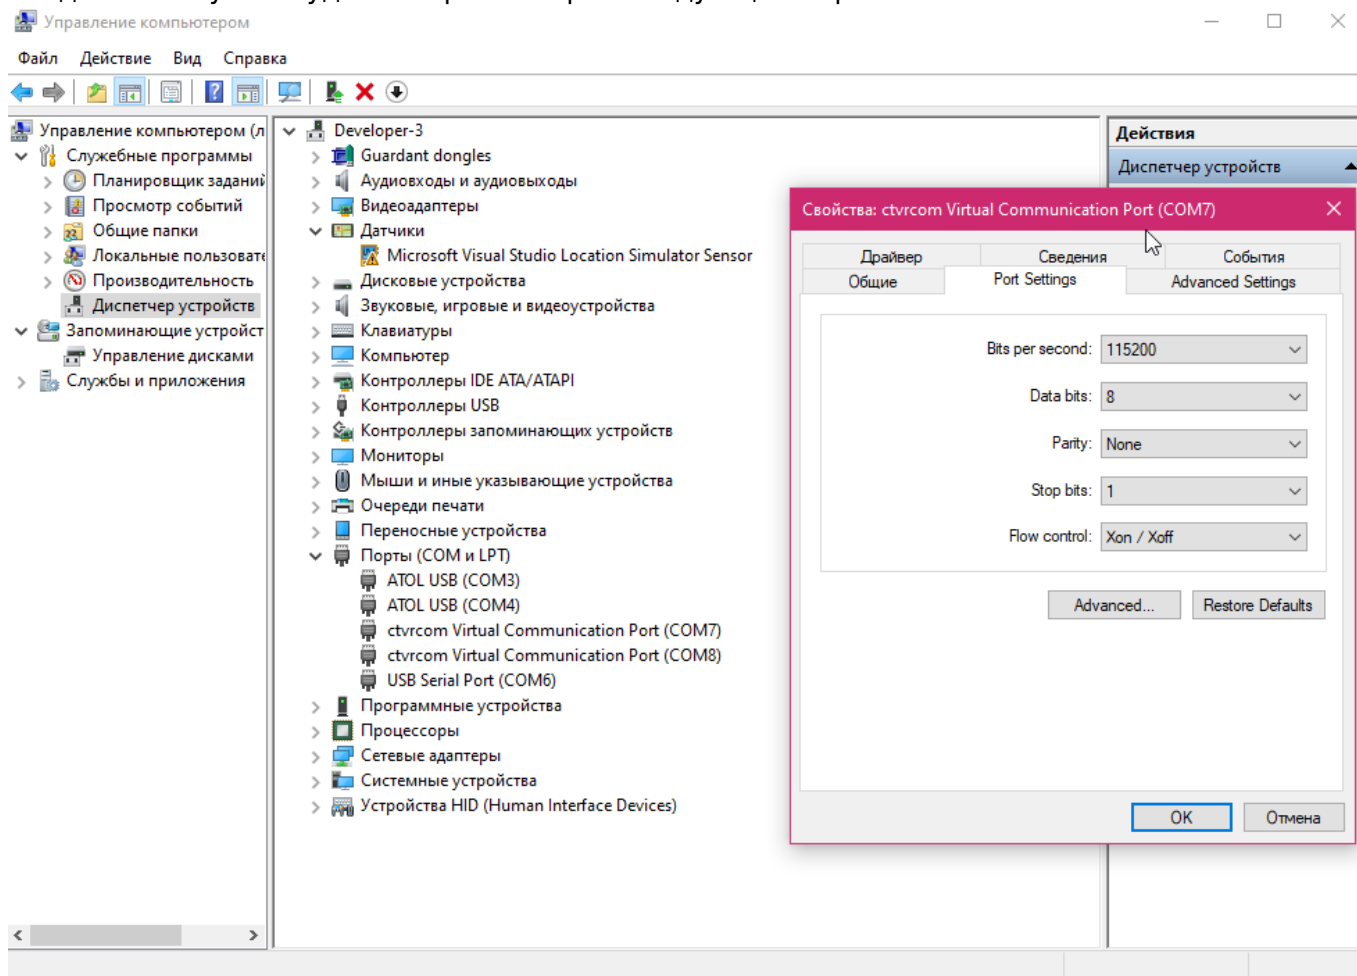 Управление компьютером
Файл Действие Вид Справка
Управление компьютером (л
Служебные программы
Планировщик заданий
Просмотр событий
Общие папки
Локальные пользовате
Производительность
Диспетчер устройств
Запоминающие устройст
Управление дисками
Службы и приложения
Developer-3
Guardant dongles
Аудиовходы и аудиовыходы
Видеоадаптеры
Датчики
Microsoft Visual Studio Location Simulator Sensor
Дисковые устройства
Звуковые, игровые и видеоустройства
Клавиатуры
Компьютер
Контроллеры IDE ATA/ATAPI
Контроллеры USB
Контроллеры запоминающих устройств
Мониторы
Мыши и иные указывающие устройства
Очереди печати
Переносные устройства
Порты (COM и LPT)
ATOL USB (COM3)
ATOL USB (COM4)
ctvrcom Virtual Communication Port (COM7)
ctvrcom Virtual Communication Port (COM8)
USB Serial Port (COM6)
Программные устройства
Процессоры
Сетевые адаптеры
Системные устройства
Устройства HID (Human Interface Devices)
Действия
Диспетчер устройств
Свойства: ctvrcom Virtual Communication Port (COM7)
Драйвер Сведения События
Общие Port Settings Advanced Settings
Bits per second: 115200
Data bits: 8
Parity: None
Stop bits: 1
Flow control: Xon / Xoff
Advanced... Restore Defaults
OK Отмена